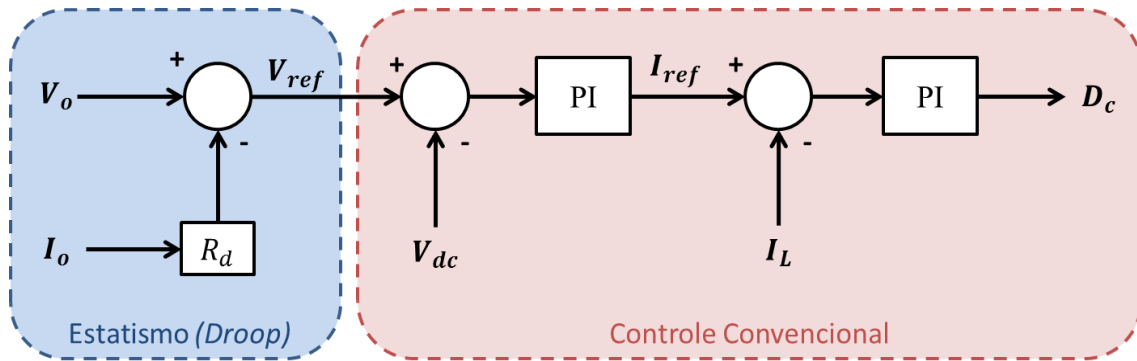 +
V_o
V_ref
-
I_o
R_d
Estatismo (Droop)
+
PI
I_ref
+
PI
D_c
-
-
V_dc
I_L
Controle Convencional